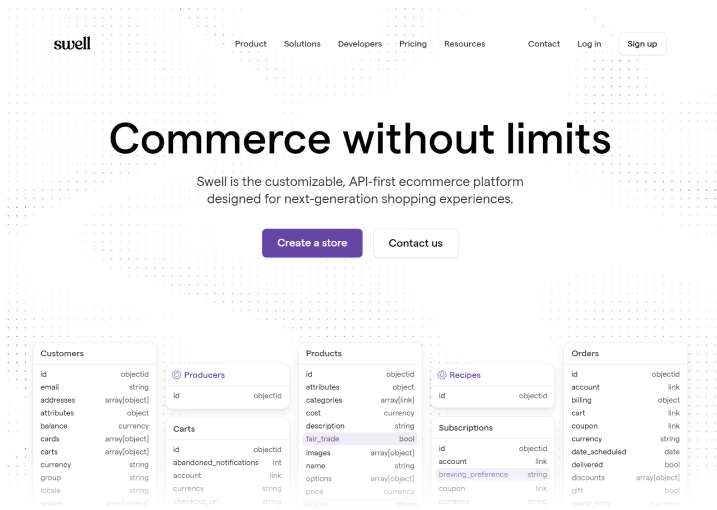 swell
Product Solutions Developers Pricing Resources Contact Log in Sign up
Commerce without limits
Swell is the customizable, API-first ecommerce platform
designed for next-generation shopping experiences.
Create a store Contact us
Customers
id objectid
email string
addresses array[object]
attributes object
balance currency
cards array[object]
carts array[object]
currency string
group string
locale string
orders array[object]
Producers
id objectid
Carts
id objectid
abandoned_notifications int
account link
currency string
checkout_url string
Products
id objectid
attributes object
categories array[link]
cost currency
description string
fair_trade bool
images array[object]
name string
options array[object]
price currency
string
Recipes
id objectid
Subscriptions
id objectid
account link
brewing_preference string
coupon link
currency string
Orders
id objectid
account link
billing object
cart link
coupon link
currency string
date_scheduled date
delivered bool
discounts array[object]
gift bool
grand_total currency